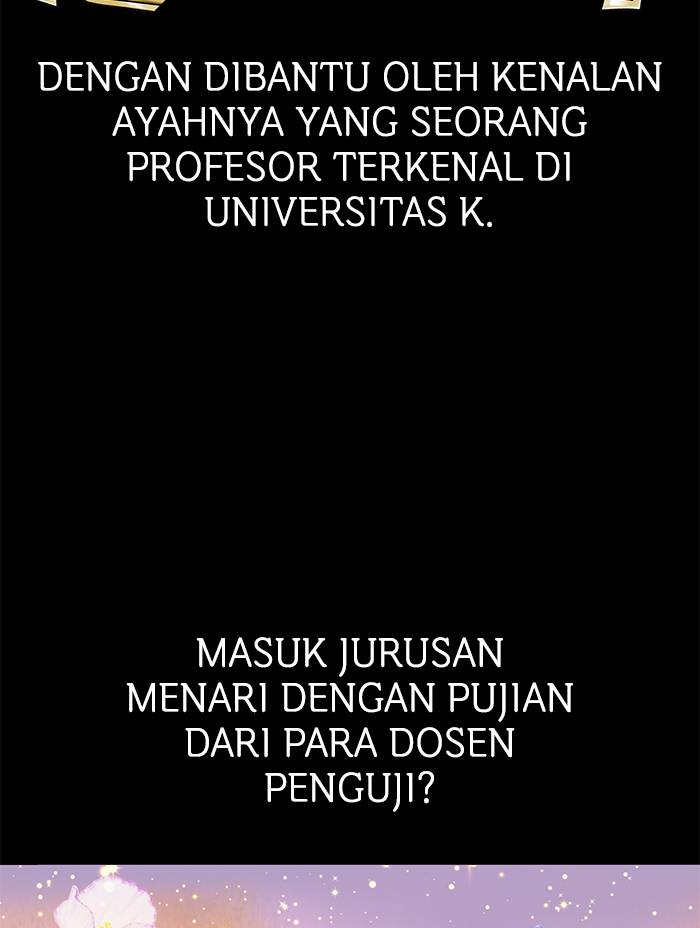 DENGAN DIBANTU OLEH KENALAN
AYAHNYA YANG SEORANG
PROFESOR TERKENAL DI
UNIVERSITAS K.
MASUK JURUSAN
MENARI DENGAN PUJIAN
DARI PARA DOSEN
PENGUJI?